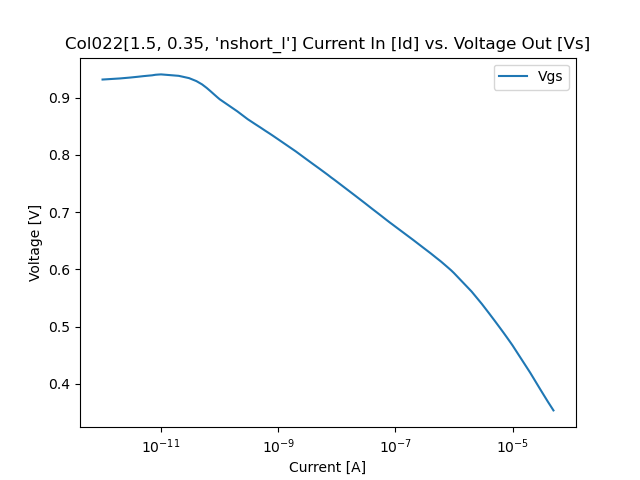 Col022[1.5, 0.35, 'nshort_l'] Current In [Id] vs. Voltage Out [Vs]
Vgs
0.9
0.8
0.7
0.6
0.5
0.4
Voltage [V]
10⁻¹¹ 10⁻⁹ 10⁻⁷ 10⁻⁵
Current [A]